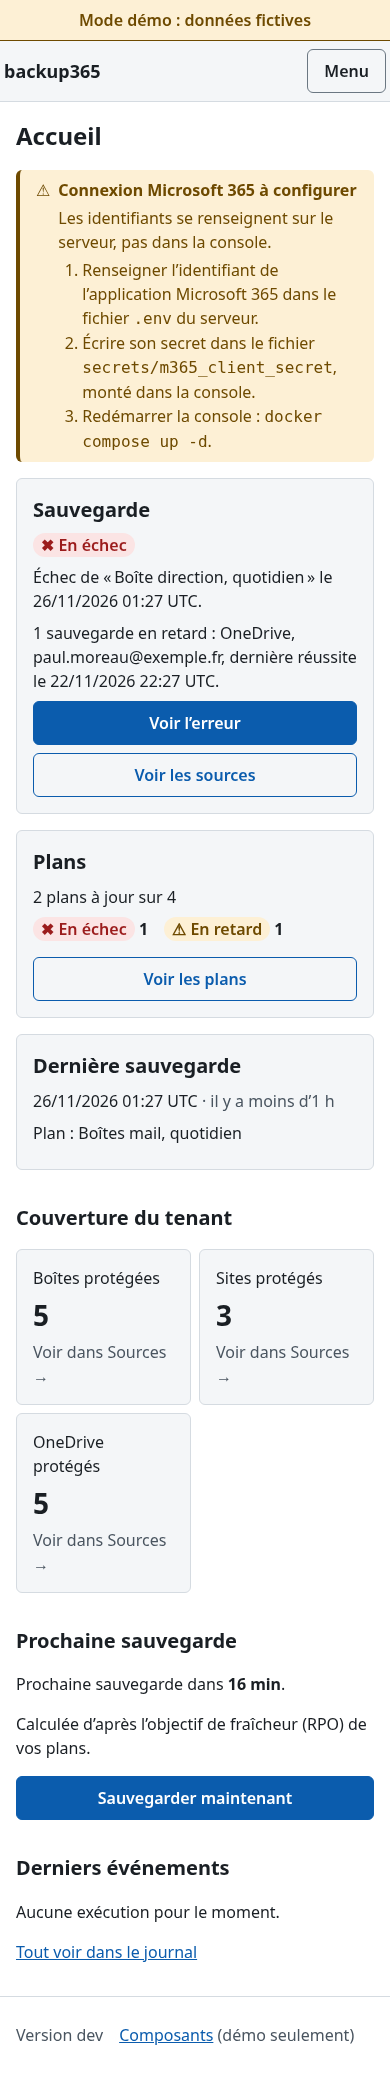 Mode démo : données fictives
backup365
Menu
Accueil
⚠ Connexion Microsoft 365 à configurer
Les identifiants se renseignent sur le
serveur, pas dans la console.
1. Renseigner l’identifiant de
l’application Microsoft 365 dans le
fichier .env du serveur.
2. Écrire son secret dans le fichier
secrets/m365_client_secret,
monté dans la console.
3. Redémarrer la console : docker
compose up -d.
Sauvegarde
✖ En échec
Échec de « Boîte direction, quotidien » le
26/11/2026 01:27 UTC.
1 sauvegarde en retard : OneDrive,
paul.moreau@exemple.fr, dernière réussite
le 22/11/2026 22:27 UTC.
Voir l’erreur
Voir les sources
Plans
2 plans à jour sur 4
✖ En échec 1 ⚠ En retard 1
Voir les plans
Dernière sauvegarde
26/11/2026 01:27 UTC · il y a moins d’1 h
Plan : Boîtes mail, quotidien
Couverture du tenant
Boîtes protégées
5
Voir dans Sources
→
Sites protégés
3
Voir dans Sources
→
OneDrive
protégés
5
Voir dans Sources
→
Prochaine sauvegarde
Prochaine sauvegarde dans 16 min.
Calculée d’après l’objectif de fraîcheur (RPO) de
vos plans.
Sauvegarder maintenant
Derniers événements
Aucune exécution pour le moment.
Tout voir dans le journal
Version dev Composants (démo seulement)